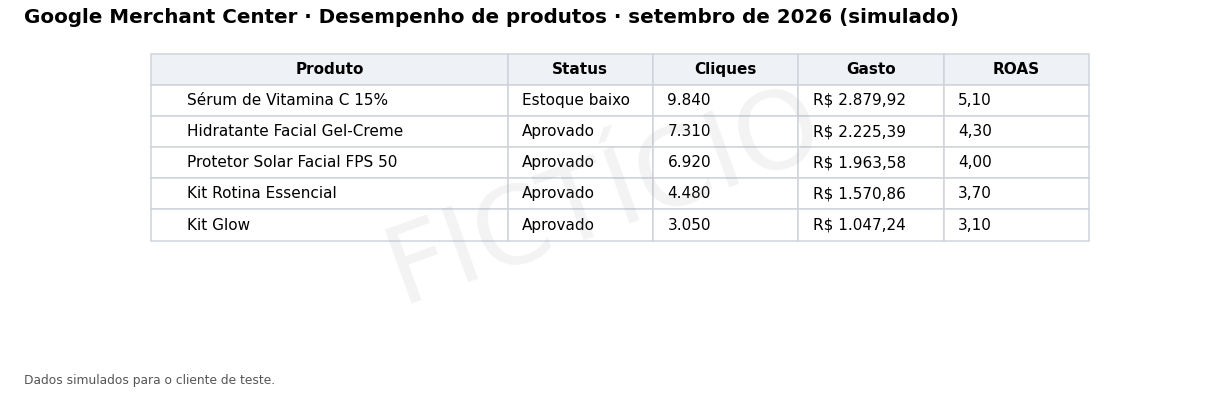 Google Merchant Center · Desempenho de produtos · setembro de 2026 (simulado)
Produto Status Cliques Gasto ROAS
Sérum de Vitamina C 15% Estoque baixo 9.840 R$ 2.879,92 5,10
Hidratante Facial Gel-Creme Aprovado 7.310 R$ 2.225,39 4,30
Protetor Solar Facial FPS 50 Aprovado 6.920 R$ 1.963,58 4,00
Kit Rotina Essencial Aprovado 4.480 R$ 1.570,86 3,70
Kit Glow Aprovado 3.050 R$ 1.047,24 3,10
FICTÍCIO
Dados simulados para o cliente de teste.